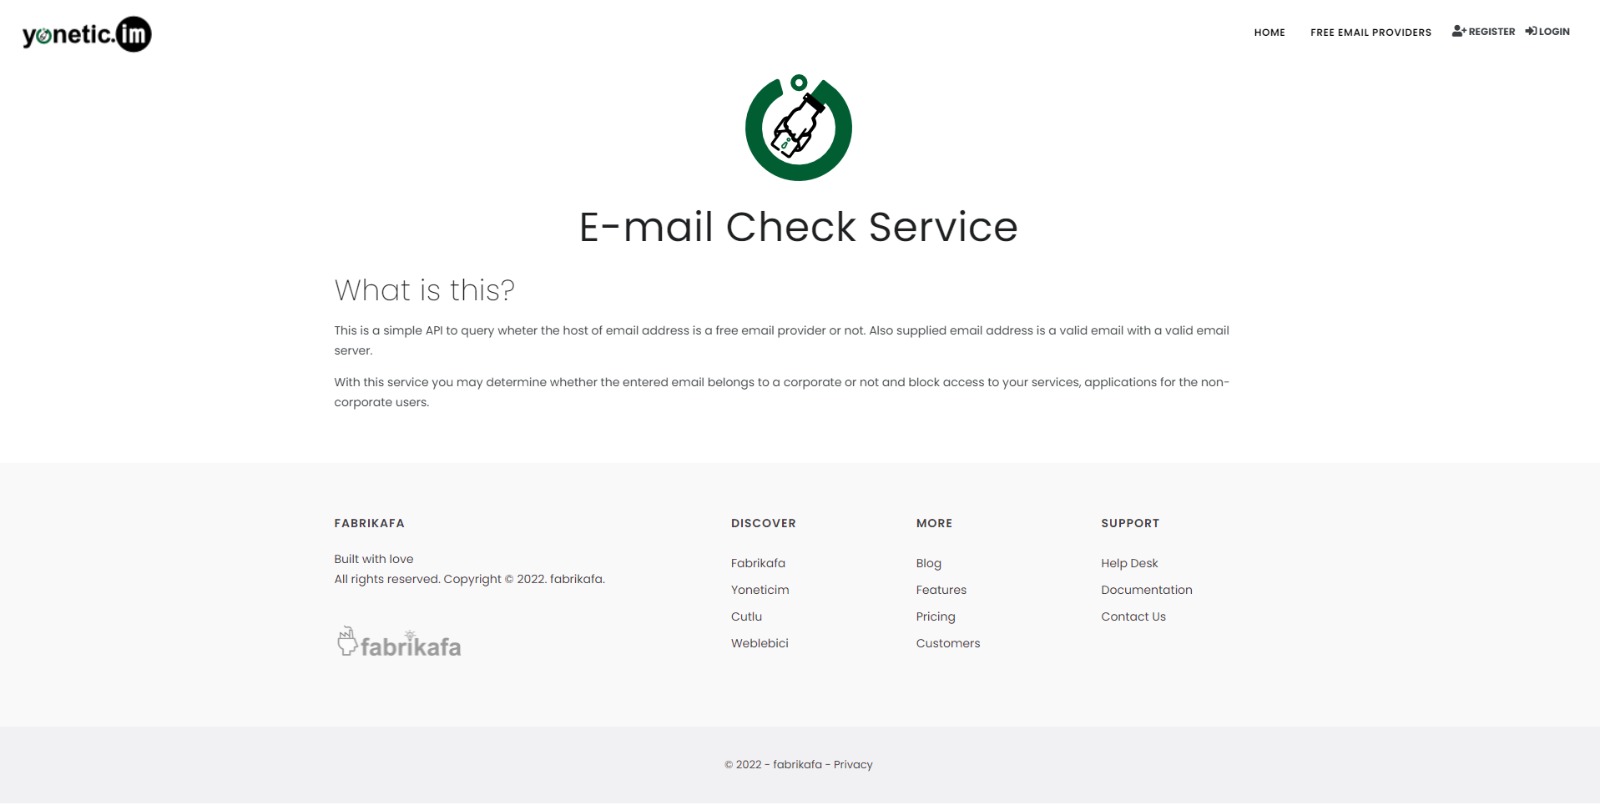 yonetic.im
HOME
FREE EMAIL PROVIDERS
REGISTER
LOGIN
E-mail Check Service
What is this?
This is a simple API to query wheter the host of email address is a free email provider or not. Also supplied email address is a valid email with a valid email
server.
With this service you may determine whether the entered email belongs to a corporate or not and block access to your services, applications for the non-
corporate users.
FABRIKAFA
Built with love
All rights reserved. Copyright © 2022. fabrikafa.
fabrikafa
DISCOVER
Fabrikafa
Yoneticim
Cutlu
Weblebici
MORE
Blog
Features
Pricing
Customers
SUPPORT
Help Desk
Documentation
Contact Us
© 2022 - fabrikafa - Privacy